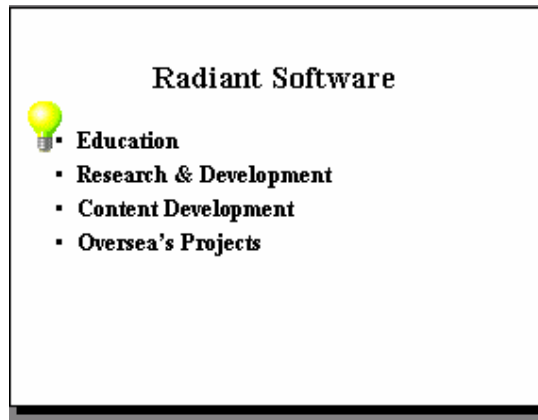 Radiant Software
▪ Education
▪ Research & Development
▪ Content Development
▪ Oversea's Projects